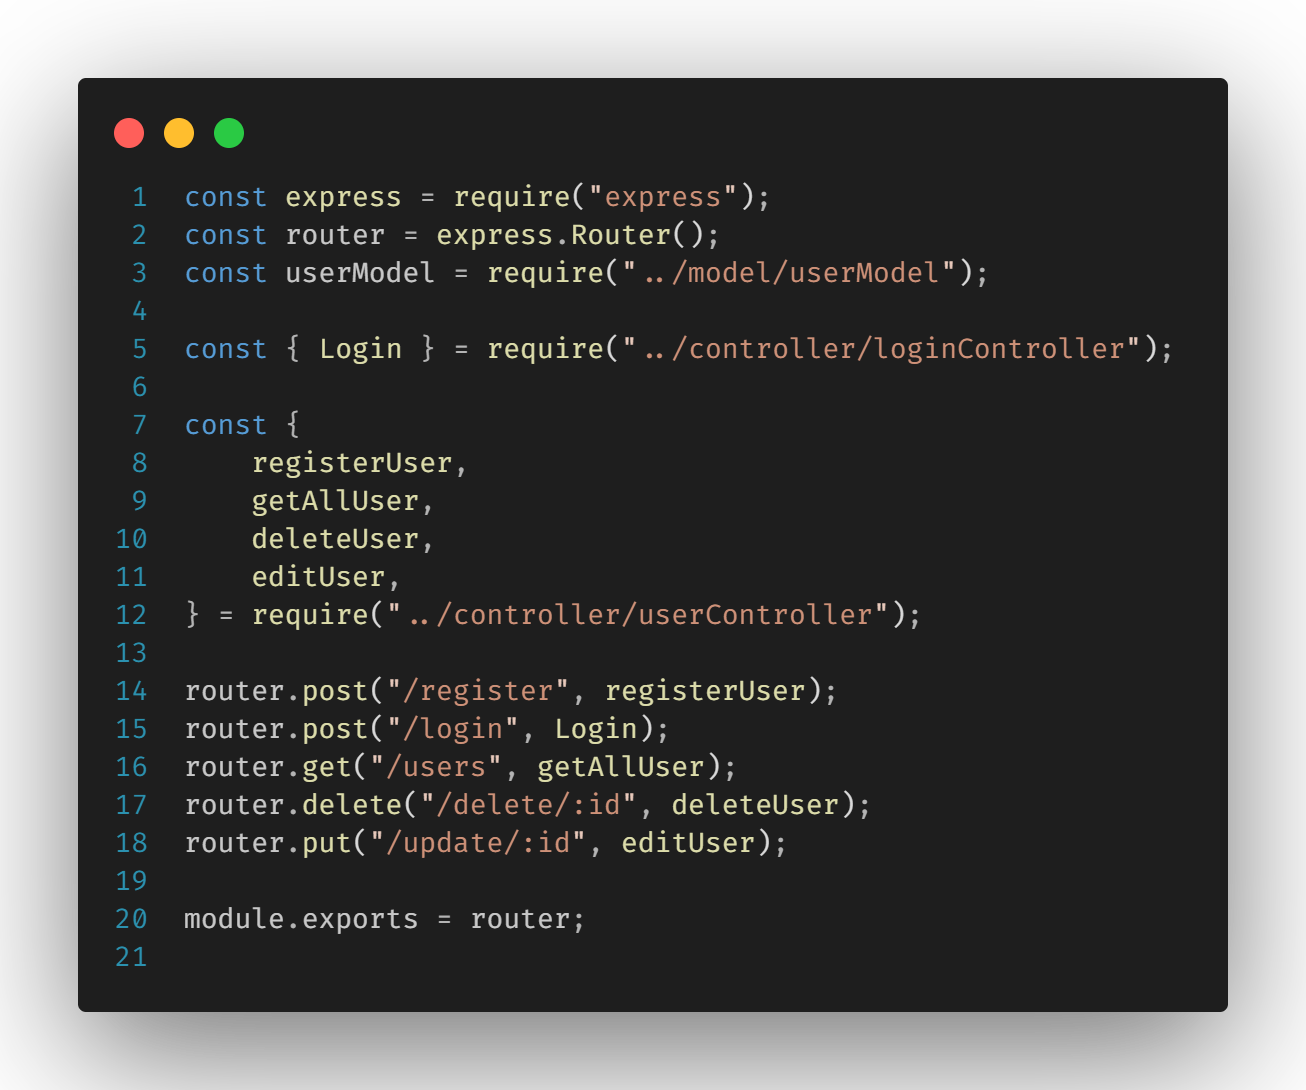 1 const express = require("express");
2 const router = express.Router();
3 const userModel = require("../model/userModel");
4
5 const { Login } = require("../controller/loginController");
6
7 const {
8     registerUser,
9     getAllUser,
10     deleteUser,
11     editUser,
12 } = require("../controller/userController");
13
14 router.post("/register", registerUser);
15 router.post("/login", Login);
16 router.get("/users", getAllUser);
17 router.delete("/delete/:id", deleteUser);
18 router.put("/update/:id", editUser);
19
20 module.exports = router;
21